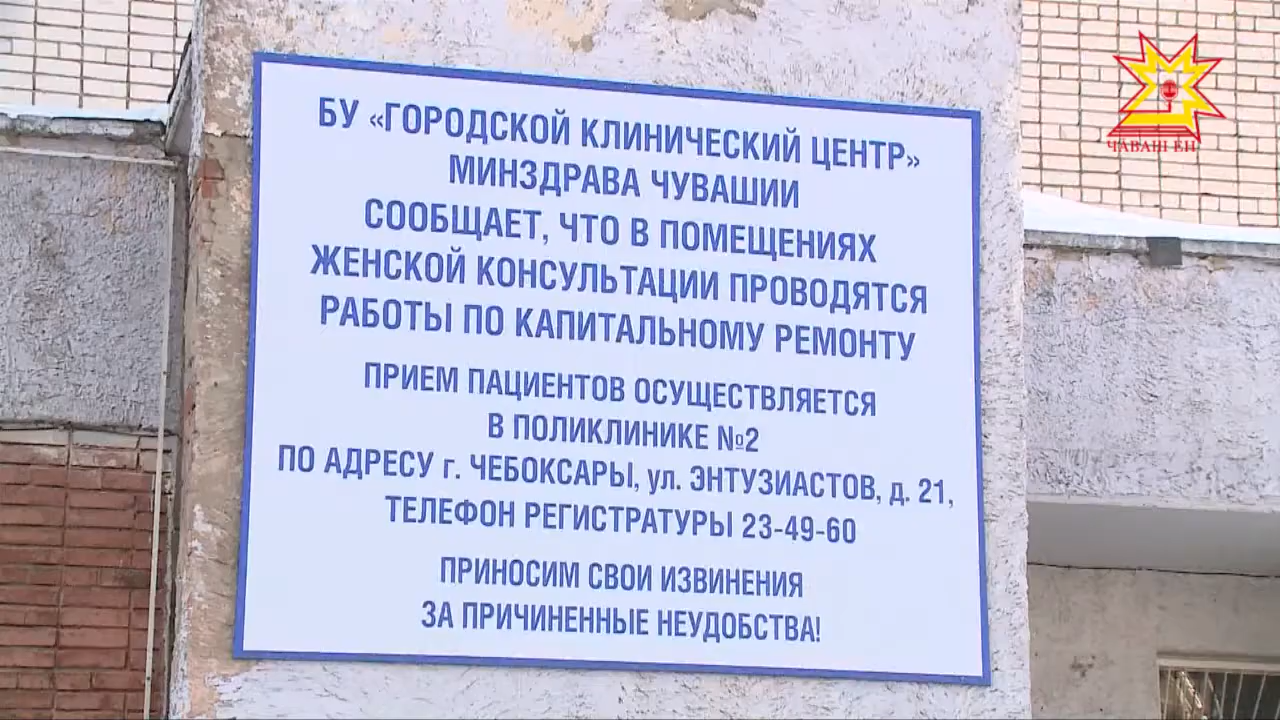 БУ «ГОРОДСКОЙ КЛИНИЧЕСКИЙ ЦЕНТР»
МИНЗДРАВА ЧУВАШИИ
СООБЩАЕТ, ЧТО В ПОМЕЩЕНИЯХ
ЖЕНСКОЙ КОНСУЛЬТАЦИИ ПРОВОДЯТСЯ
РАБОТЫ ПО КАПИТАЛЬНОМУ РЕМОНТУ
ПРИЕМ ПАЦИЕНТОВ ОСУЩЕСТВЛЯЕТСЯ
В ПОЛИКЛИНИКЕ №2
ПО АДРЕСУ г. ЧЕБОКСАРЫ, ул. ЭНТУЗИАСТОВ, д. 21,
ТЕЛЕФОН РЕГИСТРАТУРЫ 23-49-60
ПРИНОСИМ СВОИ ИЗВИНЕНИЯ
ЗА ПРИЧИНЕННЫЕ НЕУДОБСТВА!
ЧӐВАШ ЕН